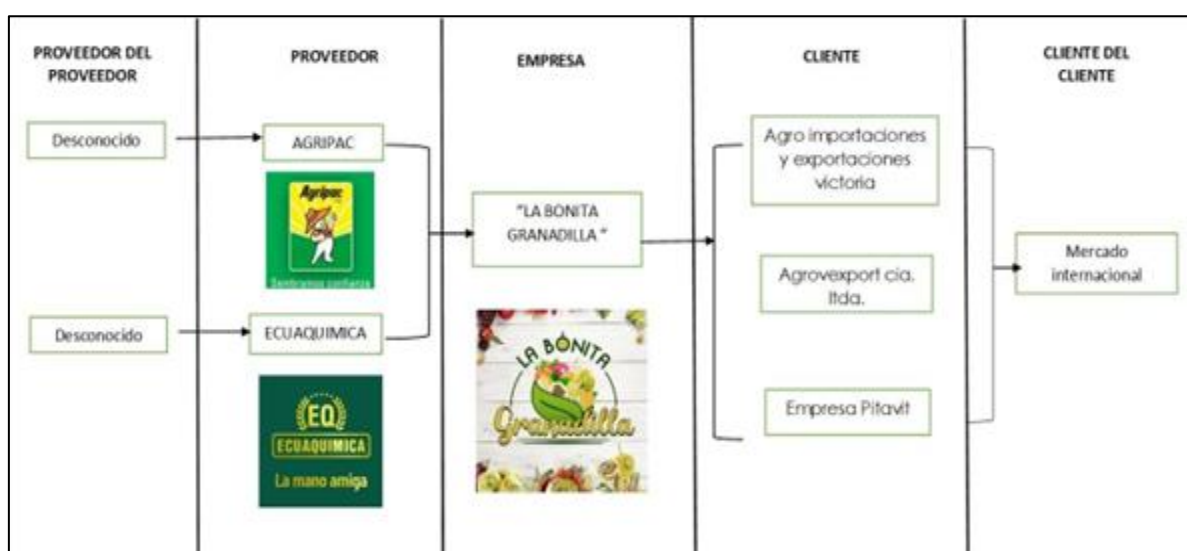 PROVEEDOR DEL
PROVEEDOR
PROVEEDOR
EMPRESA
CLIENTE
CLIENTE DEL
CLIENTE
Desconocido
AGRIPAC
Agripac
Sembramos confianza
Desconocido
ECUAQUIMICA
EQ
ECUAQUIMICA
La mano amiga
"LA BONITA
GRANADILLA "
LA BONITA
Granadilla
Agro importaciones
y exportaciones
victoria
Agrovexport cia.
ltda.
Empresa Pitavit
Mercado
internacional